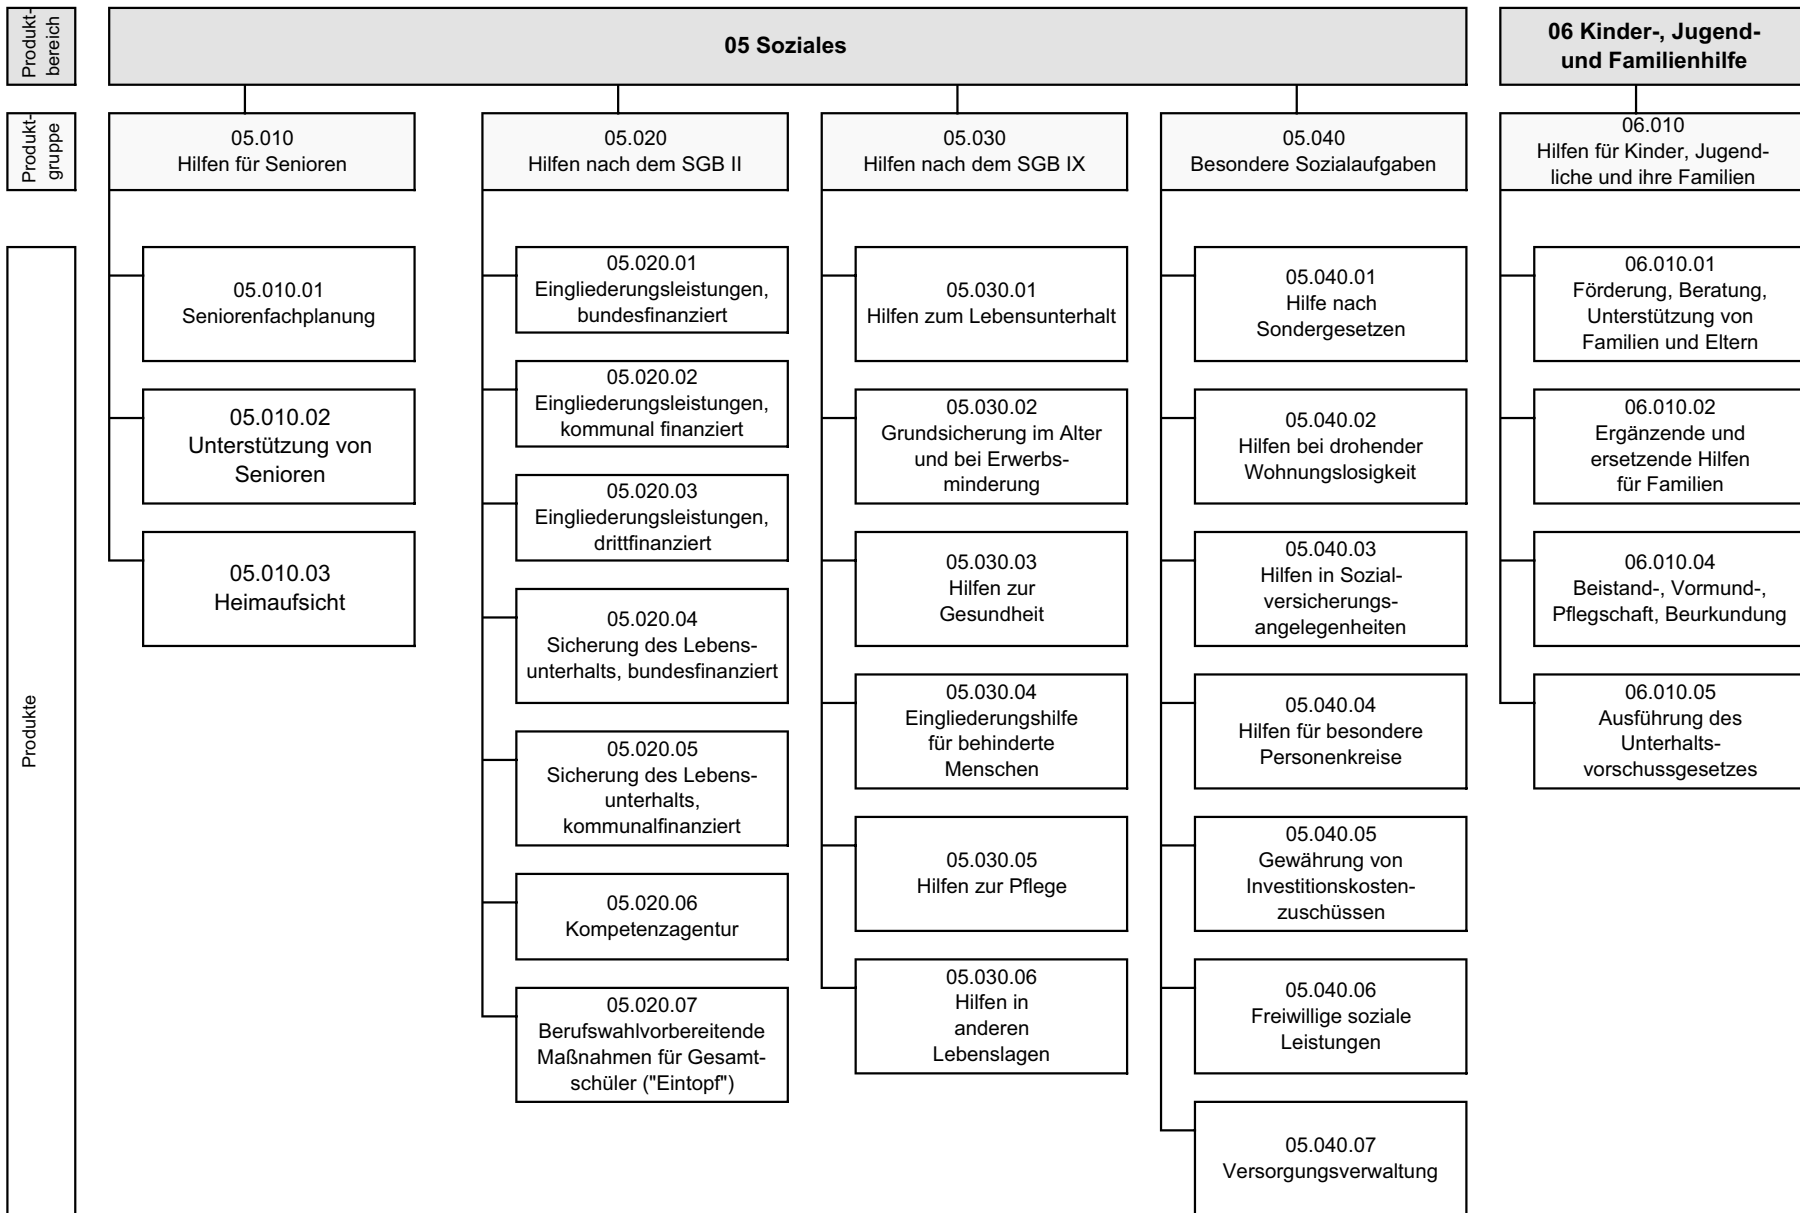 Produkt-
bereich
05 Soziales
06 Kinder-, Jugend-
und Familienhilfe
Produkt-
gruppe
05.010
Hilfen für Senioren
05.020
Hilfen nach dem SGB II
05.030
Hilfen nach dem SGB IX
05.040
Besondere Sozialaufgaben
06.010
Hilfen für Kinder, Jugend-
liche und ihre Familien
Produkte
05.010.01
Seniorenfachplanung
05.010.02
Unterstützung von
Senioren
05.010.03
Heimaufsicht
05.020.01
Eingliederungsleistungen,
bundesfinanziert
05.020.02
Eingliederungsleistungen,
kommunal finanziert
05.020.03
Eingliederungsleistungen,
drittfinanziert
05.020.04
Sicherung des Lebens-
unterhalts, bundesfinanziert
05.020.05
Sicherung des Lebens-
unterhalts,
kommunalfinanziert
05.020.06
Kompetenzagentur
05.020.07
Berufswahlvorbereitende
Maßnahmen für Gesamt-
schüler ("Eintopf")
05.030.01
Hilfen zum Lebensunterhalt
05.030.02
Grundsicherung im Alter
und bei Erwerbs-
minderung
05.030.03
Hilfen zur
Gesundheit
05.030.04
Eingliederungshilfe
für behinderte
Menschen
05.030.05
Hilfen zur Pflege
05.030.06
Hilfen in
anderen
Lebenslagen
05.040.01
Hilfe nach
Sondergesetzen
05.040.02
Hilfen bei drohender
Wohnungslosigkeit
05.040.03
Hilfen in Sozial-
versicherungs-
angelegenheiten
05.040.04
Hilfen für besondere
Personenkreise
05.040.05
Gewährung von
Investitionskosten-
zuschüssen
05.040.06
Freiwillige soziale
Leistungen
05.040.07
Versorgungsverwaltung
06.010.01
Förderung, Beratung,
Unterstützung von
Familien und Eltern
06.010.02
Ergänzende und
ersetzende Hilfen
für Familien
06.010.04
Beistand-, Vormund-,
Pflegschaft, Beurkundung
06.010.05
Ausführung des
Unterhalts-
vorschussgesetzes